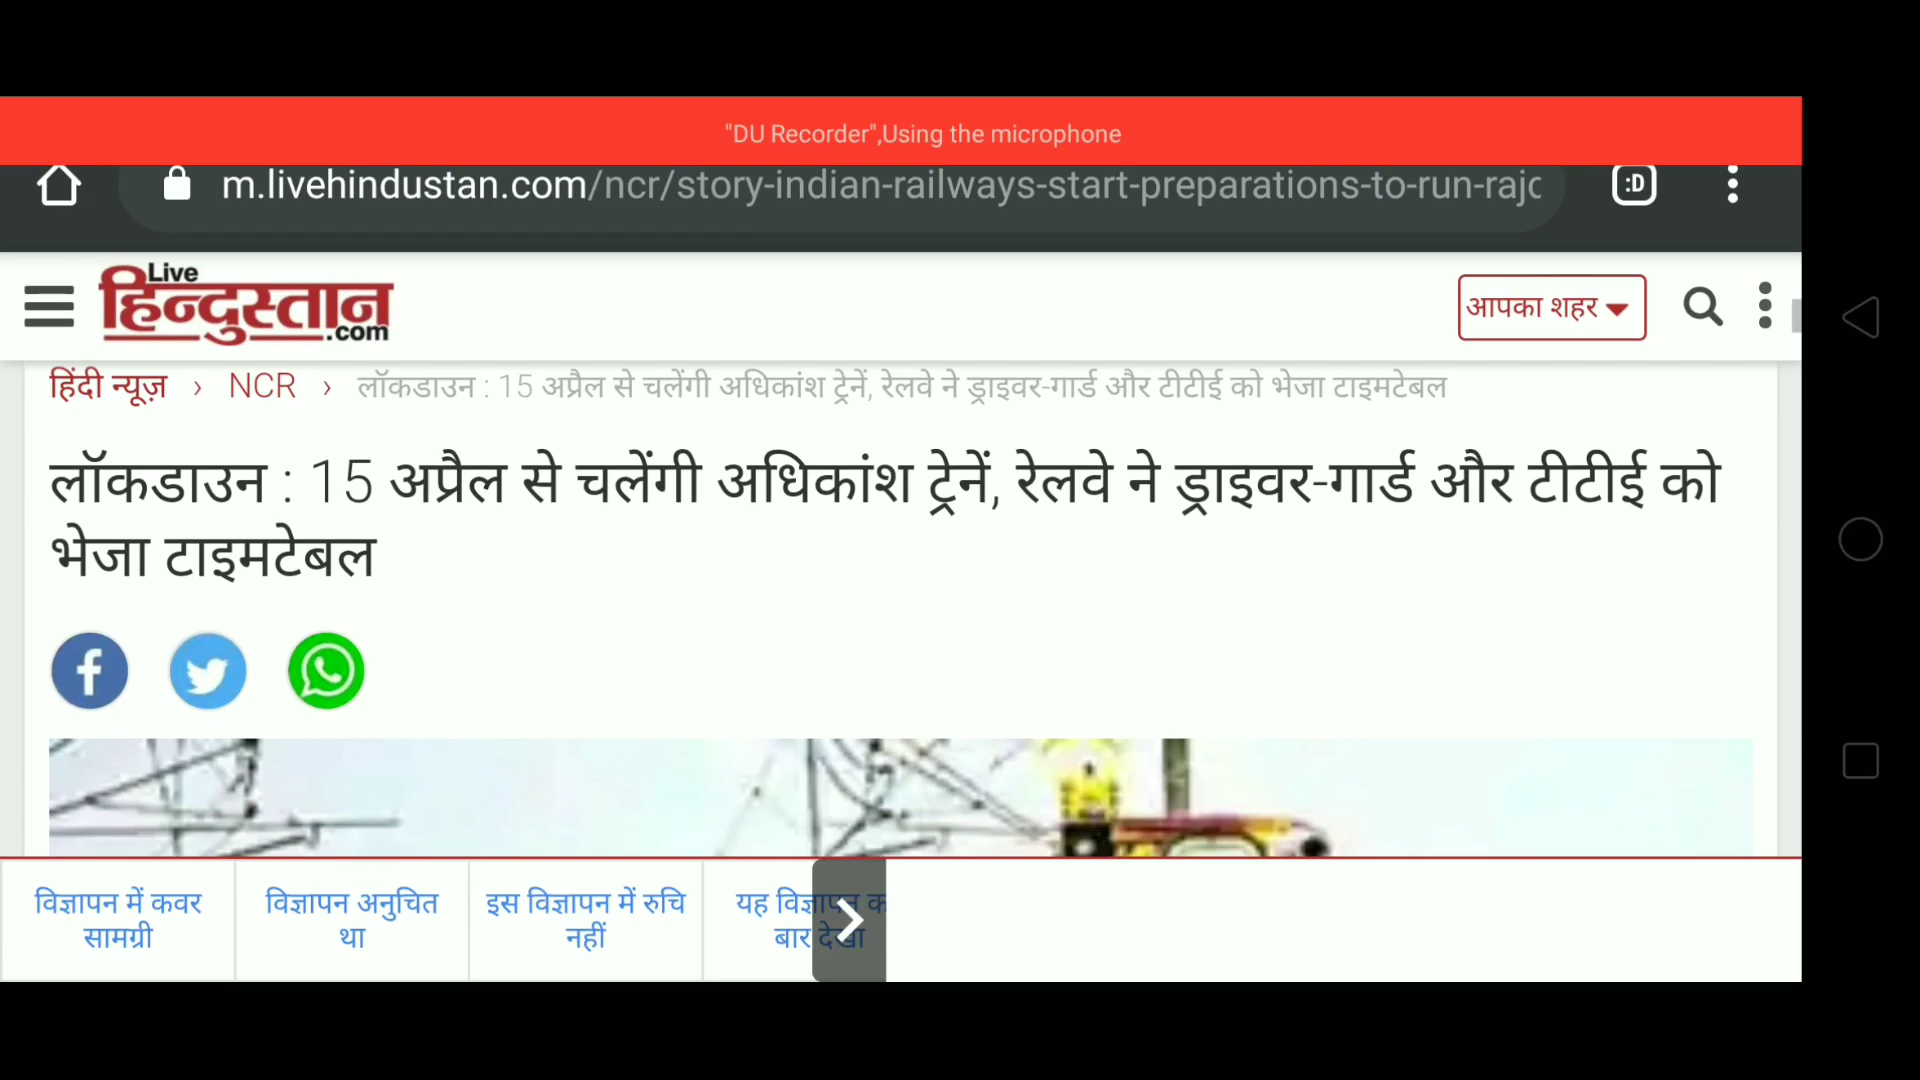 "DU Recorder",Using the microphone
m.livehindustan.com/ncr/story-indian-railways-start-preparations-to-run-rajc
:D
Live
हिन्दुस्तान
.com
आपका शहर
हिंदी न्यूज़ › NCR › लॉकडाउन : 15 अप्रैल से चलेंगी अधिकांश ट्रेनें, रेलवे ने ड्राइवर-गार्ड और टीटीई को भेजा टाइमटेबल
लॉकडाउन : 15 अप्रैल से चलेंगी अधिकांश ट्रेनें, रेलवे ने ड्राइवर-गार्ड और टीटीई को
भेजा टाइमटेबल
विज्ञापन में कवर
सामग्री
विज्ञापन अनुचित
था
इस विज्ञापन में रुचि
नहीं
यह विज्ञापन क
बार देखा